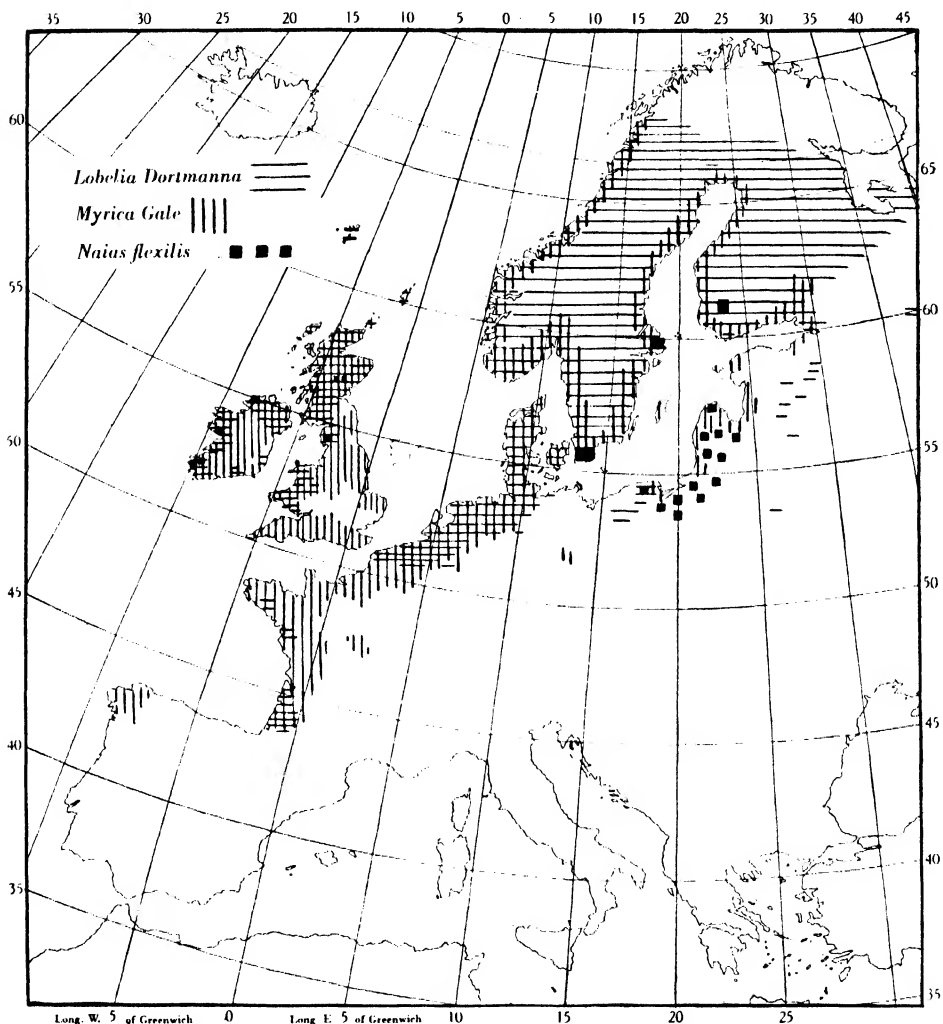 35 30 25 20 15 10 5 0 5 10 15 20 25 30 35 40 45
60
65
Lobelia Dortmanna
Myrica Gale
Naias flexilis
55
60
50
55
45
50
40
45
35
40
35
Long. W. 5 of Greenwich 0 Long E 5 of Greenwich 10 15 20 25